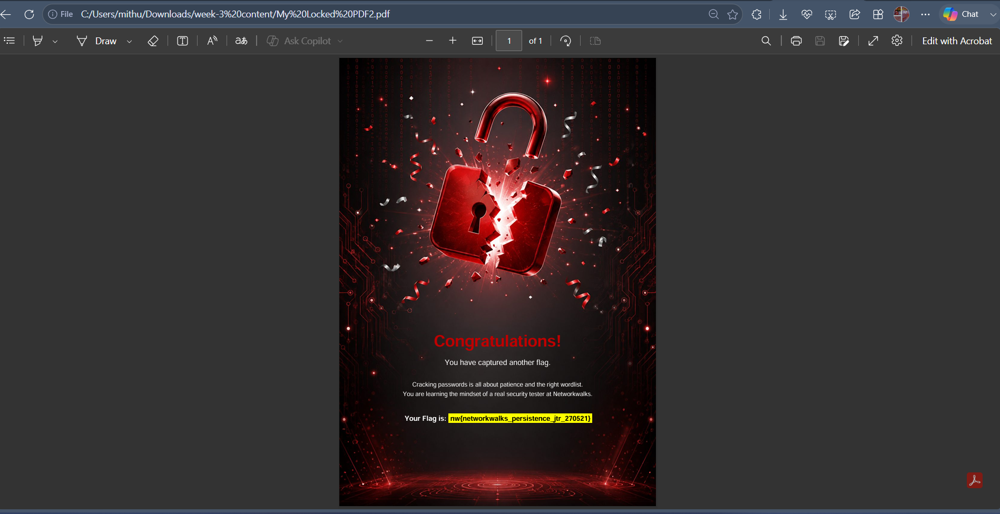 File C:/Users/mithu/Downloads/week-3%20content/My%20Locked%20PDF2.pdf
Chat
Draw
aあ
Ask Copilot
1 of 1
Edit with Acrobat
Congratulations!
You have captured another flag.
Cracking passwords is all about patience and the right wordlist.
You are learning the mindset of a real security tester at Networkwalks.
Your Flag is: nw{networkwalks_persistence_jtr_270521}